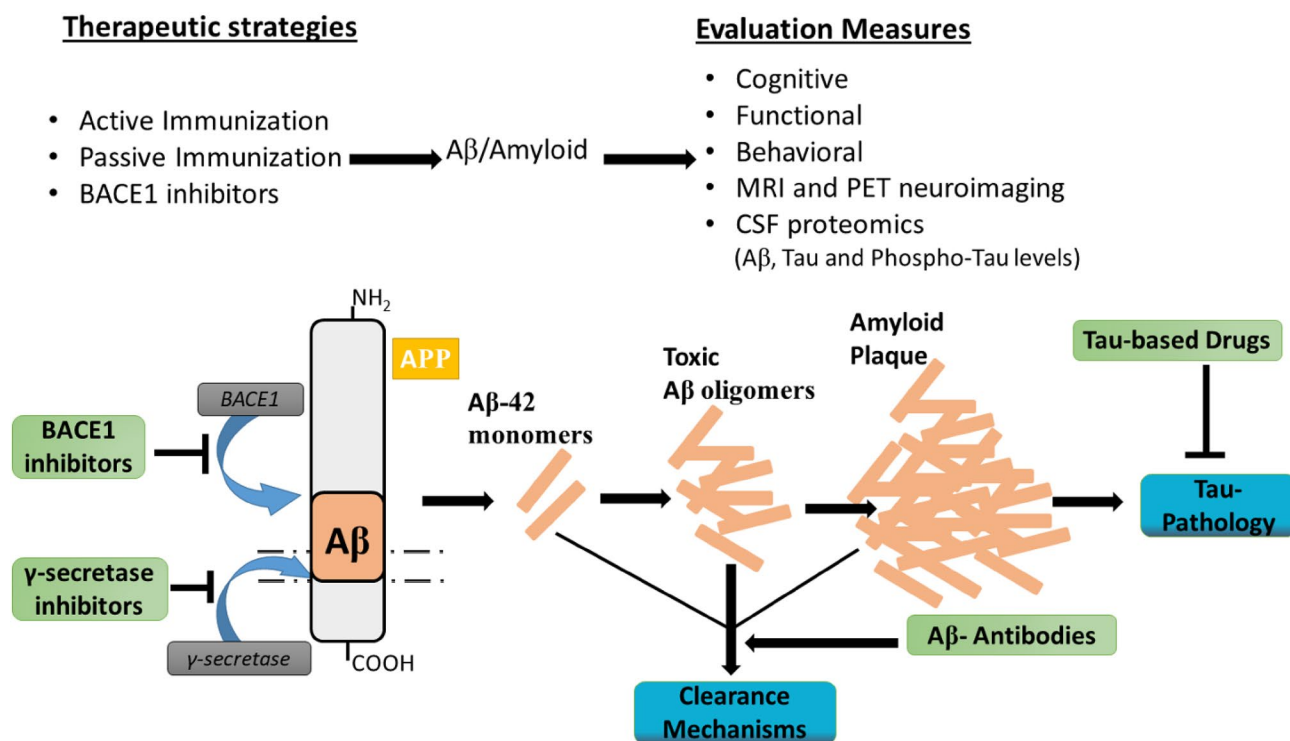 Therapeutic strategies
• Active Immunization
• Passive Immunization
• BACE1 inhibitors
Aβ/Amyloid
Evaluation Measures
• Cognitive
• Functional
• Behavioral
• MRI and PET neuroimaging
• CSF proteomics
(Aβ, Tau and Phospho-Tau levels)
NH₂
APP
BACE1
BACE1
inhibitors
Aβ
γ-secretase
inhibitors
γ-secretase
COOH
Aβ-42
monomers
Toxic
Aβ oligomers
Amyloid
Plaque
Tau-based Drugs
Tau-
Pathology
Aβ- Antibodies
Clearance
Mechanisms